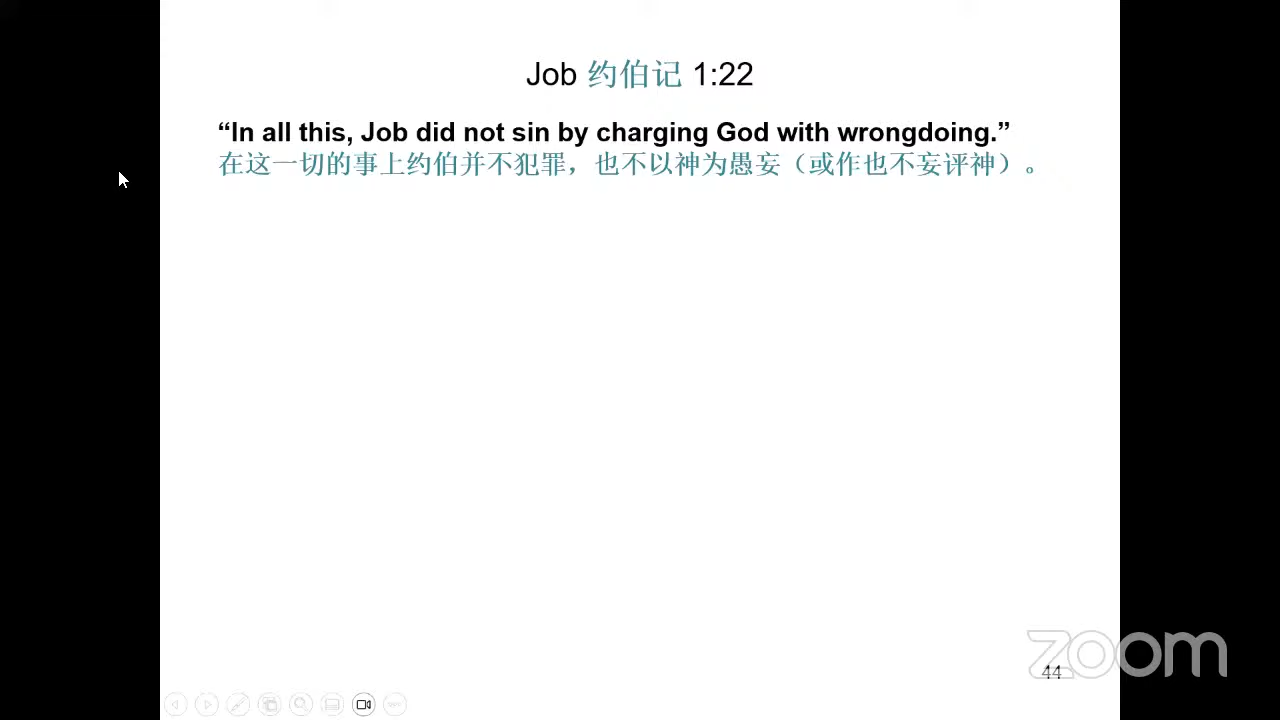 Job 约伯记 1:22
“In all this, Job did not sin by charging God with wrongdoing.”
在这一切的事上约伯并不犯罪，也不以神为愚妄（或作也不妄评神）。
44
zoom